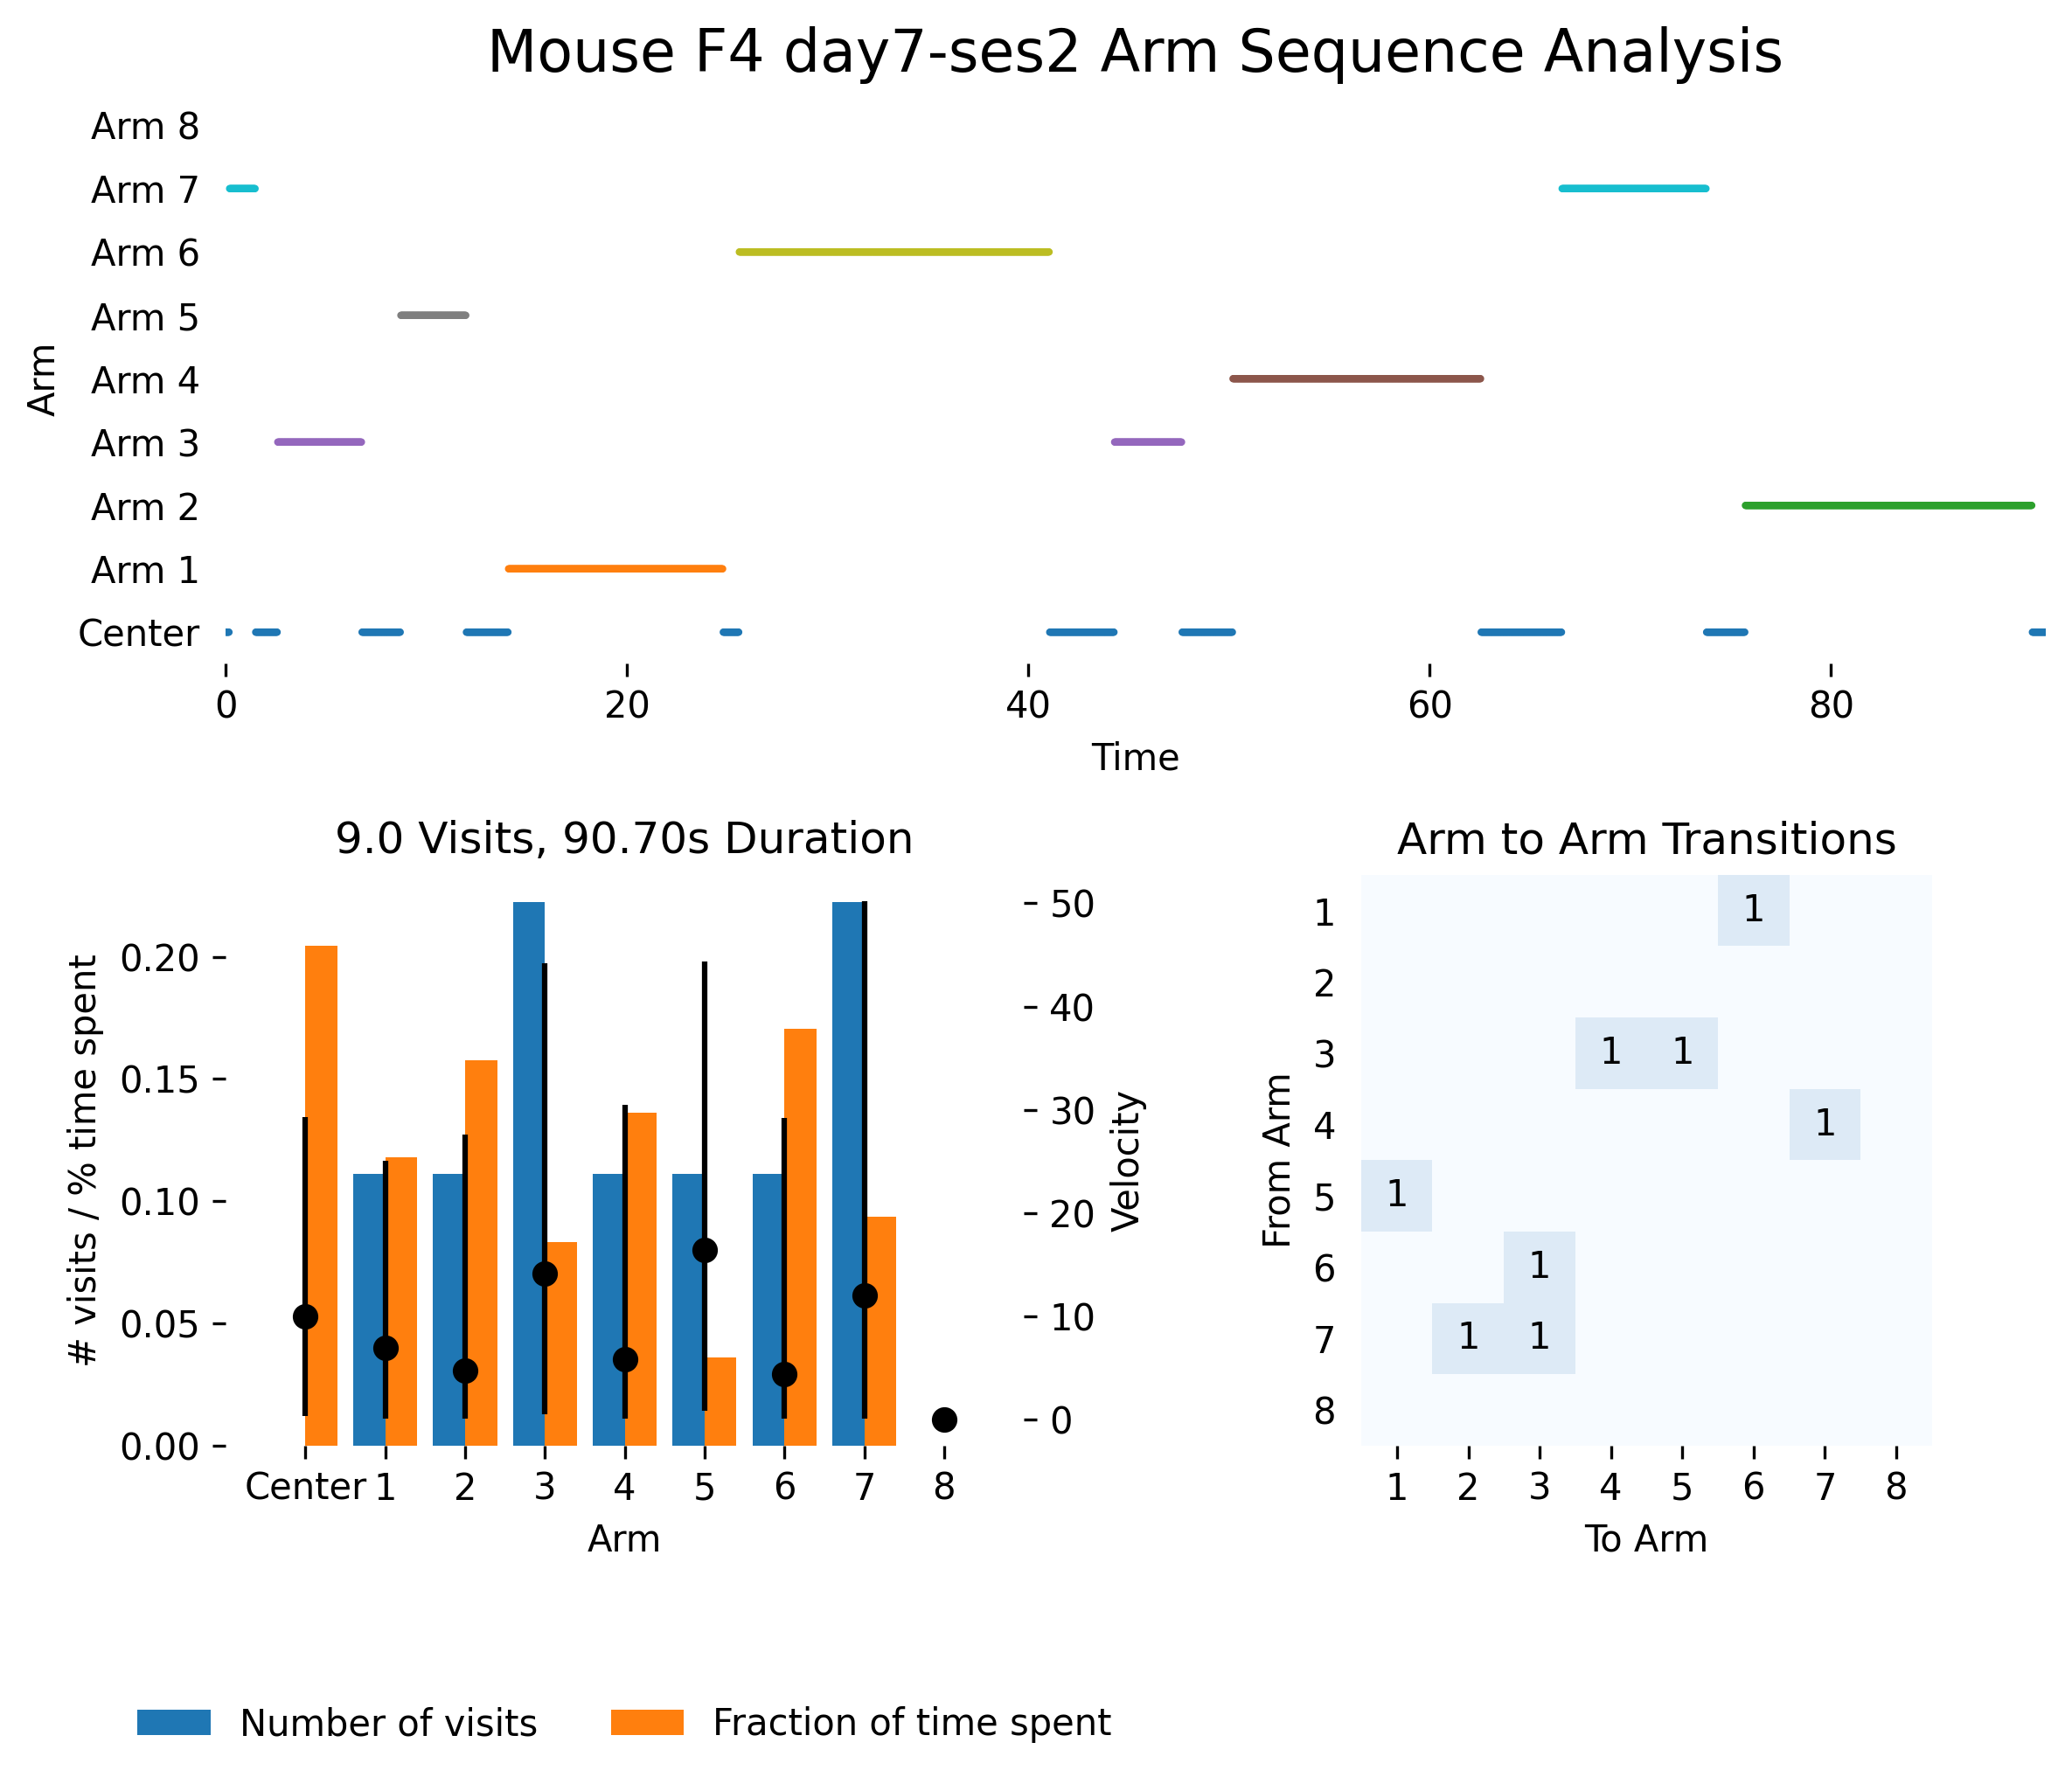 Mouse F4 day7-ses2 Arm Sequence Analysis
Arm 8
Arm 7
Arm 6
Arm 5
Arm 4
Arm 3
Arm 2
Arm 1
Center
Arm
0 20 40 60 80
Time
9.0 Visits, 90.70s Duration
# visits / % time spent
0.20
0.15
0.10
0.05
0.00
50
40
30
20
10
0
Velocity
Center 1 2 3 4 5 6 7 8
Arm
Arm to Arm Transitions
From Arm
1 1
2
3 1 1
4 1
5 1
6 1
7 1 1
8
1 2 3 4 5 6 7 8
To Arm
Number of visits Fraction of time spent